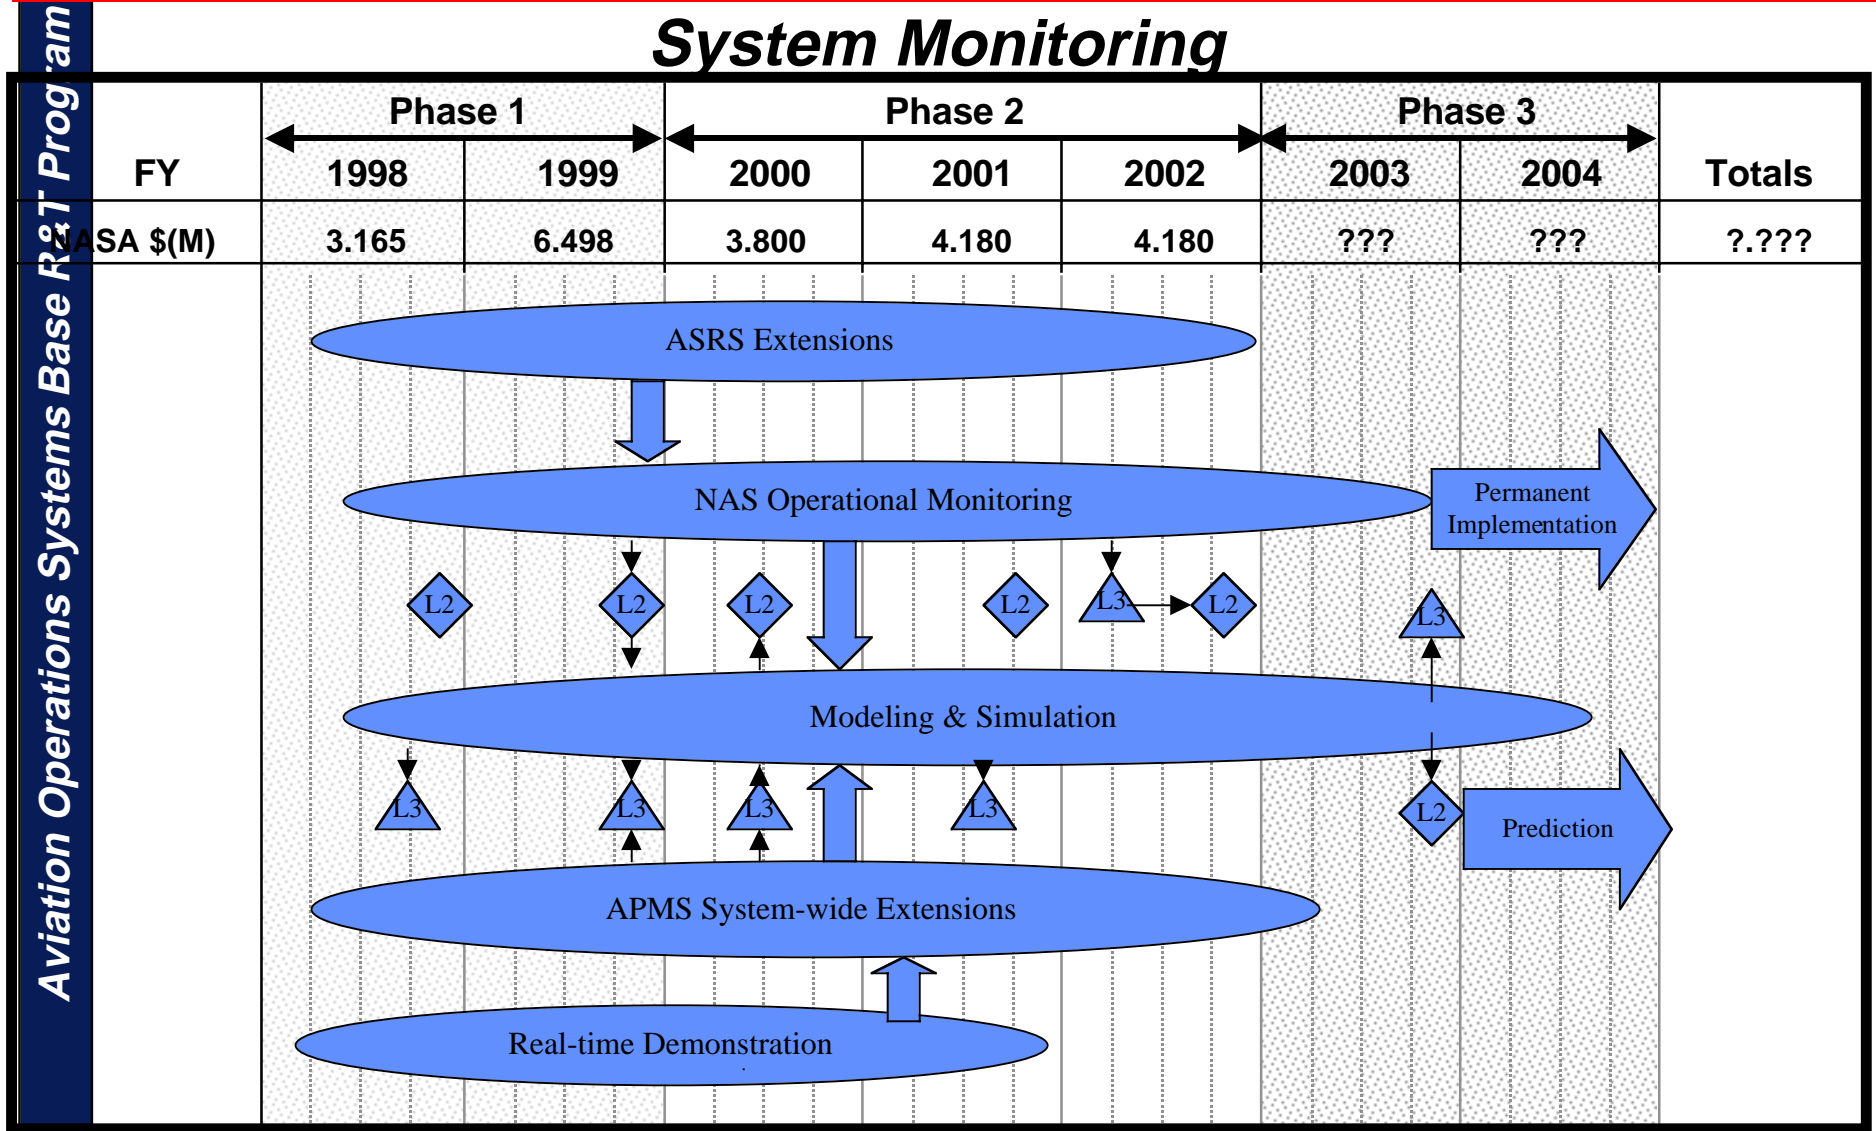 System Monitoring
Aviation Operations Systems Base R&T Program
Phase 1 Phase 2 Phase 3
FY 1998 1999 2000 2001 2002 2003 2004 Totals
NASA $(M) 3.165 6.498 3.800 4.180 4.180 ??? ??? ?.???
ASRS Extensions
NAS Operational Monitoring
Permanent
Implementation
L2 L2 L2 L2 L3 L2 L3
Modeling & Simulation
L3 L3 L3 L3 L2
Prediction
APMS System-wide Extensions
Real-time Demonstration